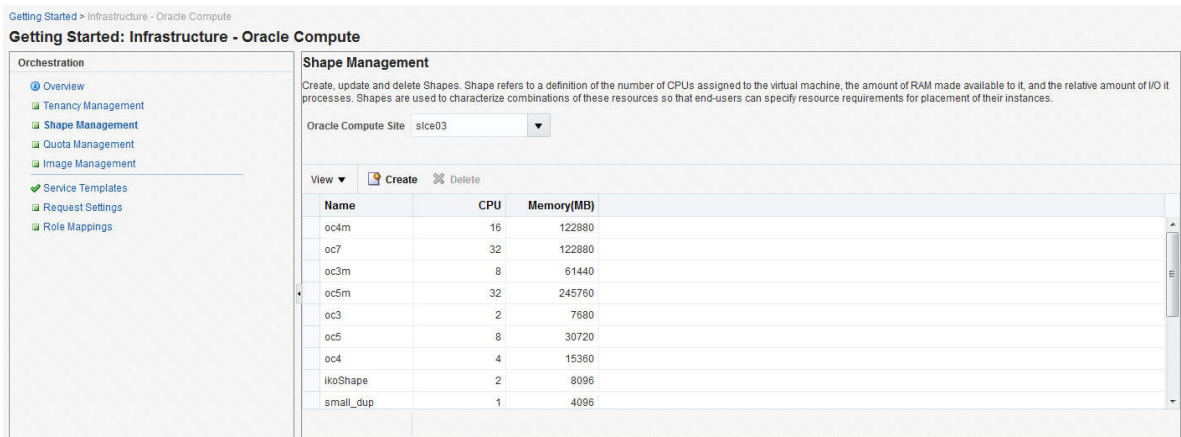 Getting Started > Infrastructure - Oracle Compute
Getting Started: Infrastructure - Oracle Compute
Orchestration
Overview
Tenancy Management
Shape Management
Quota Management
Image Management
Service Templates
Request Settings
Role Mappings
Shape Management
Create, update and delete Shapes. Shape refers to a definition of the number of CPUs assigned to the virtual machine, the amount of RAM made available to it, and the relative amount of I/O it
processes. Shapes are used to characterize combinations of these resources so that end-users can specify resource requirements for placement of their instances.
Oracle Compute Site slce03
View Create Delete
Name CPU Memory(MB)
oc4m 16 122880
oc7 32 122880
oc3m 8 61440
oc5m 32 245760
oc3 2 7680
oc5 8 30720
oc4 4 15360
ikoShape 2 8096
small_dup 1 4096